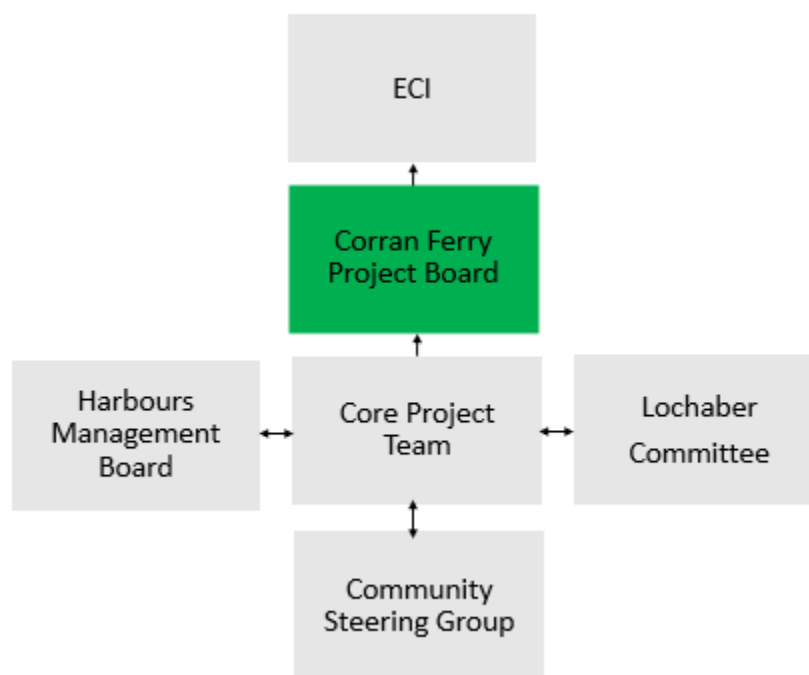 ECI
Corran Ferry
Project Board
Harbours
Management
Board
Core Project
Team
Lochaber
Committee
Community
Steering Group